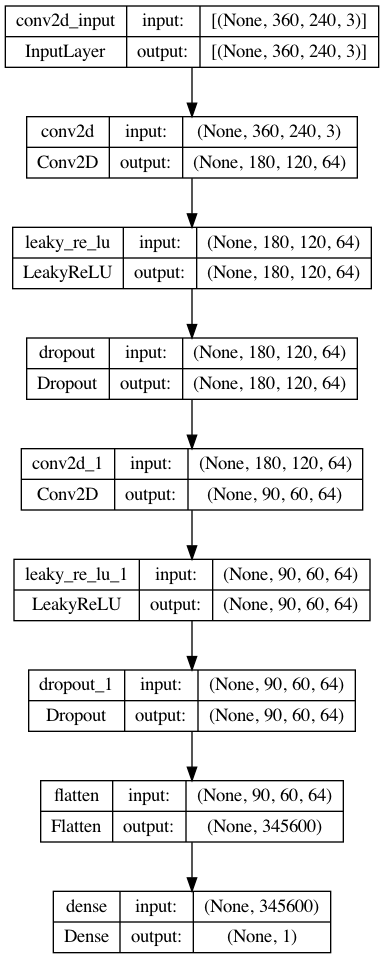 conv2d_input input: [(None, 360, 240, 3)]
InputLayer output: [(None, 360, 240, 3)]
conv2d input: (None, 360, 240, 3)
Conv2D output: (None, 180, 120, 64)
leaky_re_lu input: (None, 180, 120, 64)
LeakyReLU output: (None, 180, 120, 64)
dropout input: (None, 180, 120, 64)
Dropout output: (None, 180, 120, 64)
conv2d_1 input: (None, 180, 120, 64)
Conv2D output: (None, 90, 60, 64)
leaky_re_lu_1 input: (None, 90, 60, 64)
LeakyReLU output: (None, 90, 60, 64)
dropout_1 input: (None, 90, 60, 64)
Dropout output: (None, 90, 60, 64)
flatten input: (None, 90, 60, 64)
Flatten output: (None, 345600)
dense input: (None, 345600)
Dense output: (None, 1)